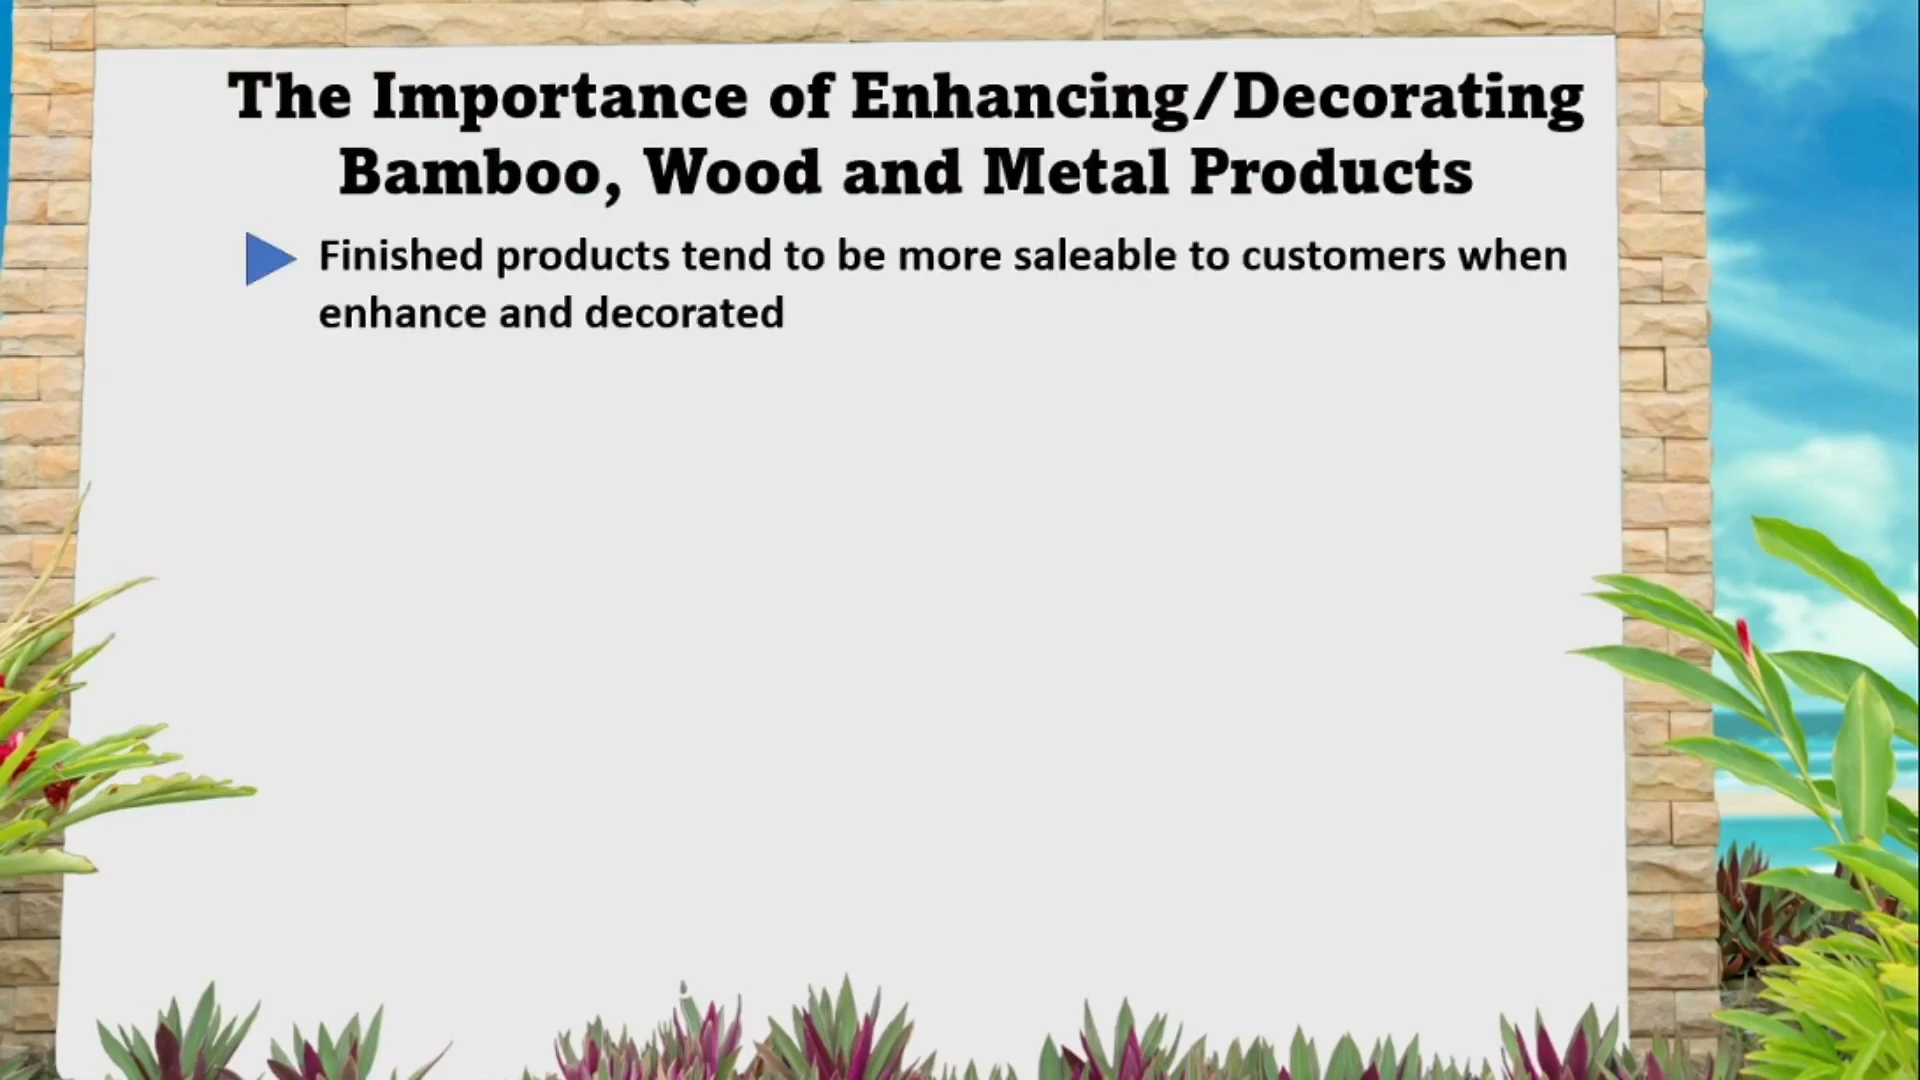 The Importance of Enhancing/Decorating
Bamboo, Wood and Metal Products
Finished products tend to be more saleable to customers when
enhance and decorated